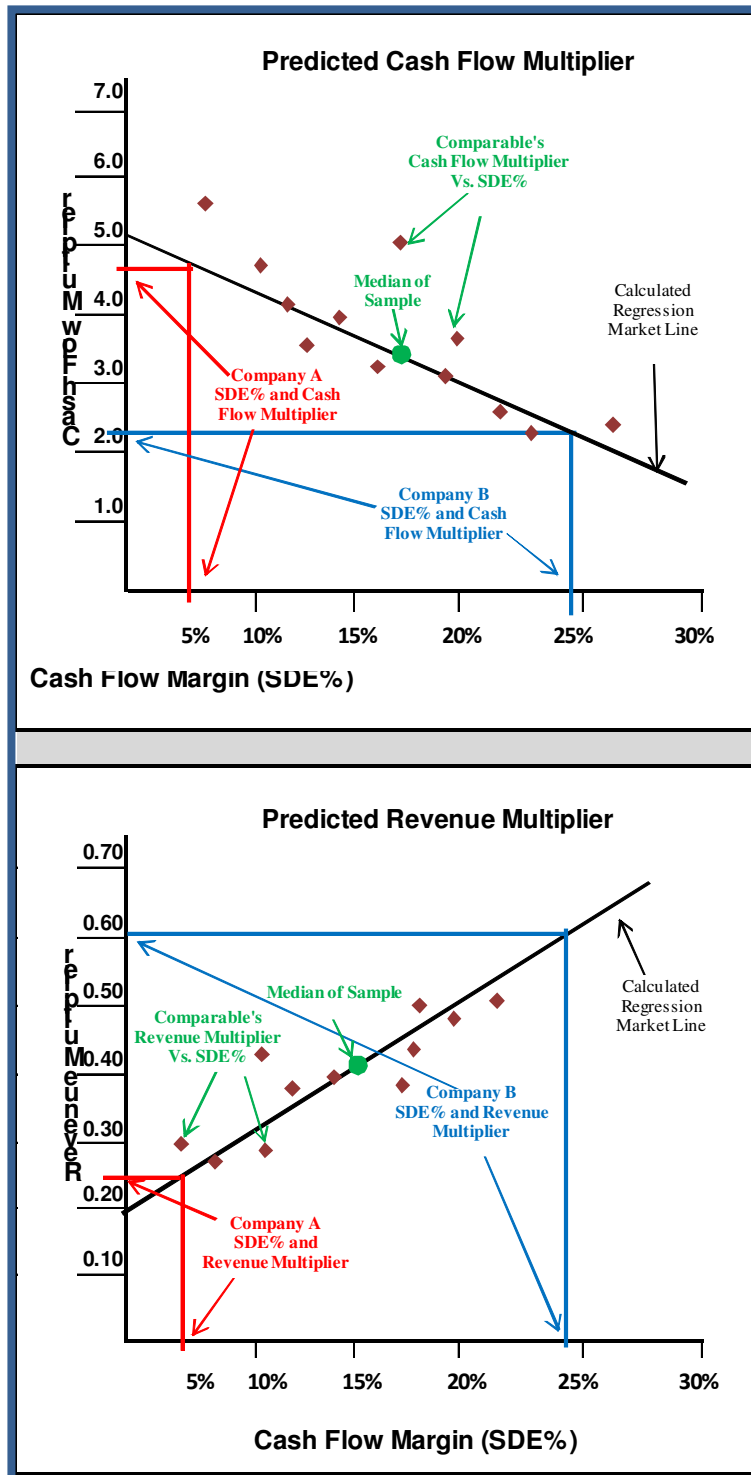 Predicted Cash Flow Multiplier
7.0
6.0
5.0
4.0
3.0
2.0
1.0
Comparable's
Cash Flow Multiplier
Vs. SDE%
Median of
Sample
Calculated
Regression
Market Line
Company A
SDE% and Cash
Flow Multiplier
Company B
SDE% and Cash
Flow Multiplier
5% 10% 15% 20% 25% 30%
Cash Flow Margin (SDE%)
Predicted Revenue Multiplier
0.70
0.60
0.50
0.40
0.30
0.20
0.10
Median of Sample
Comparable's
Revenue Multiplier
Vs. SDE%
Calculated
Regression
Market Line
Company B
SDE% and Revenue
Multiplier
Company A
SDE% and
Revenue Multiplier
5% 10% 15% 20% 25% 30%
Cash Flow Margin (SDE%)